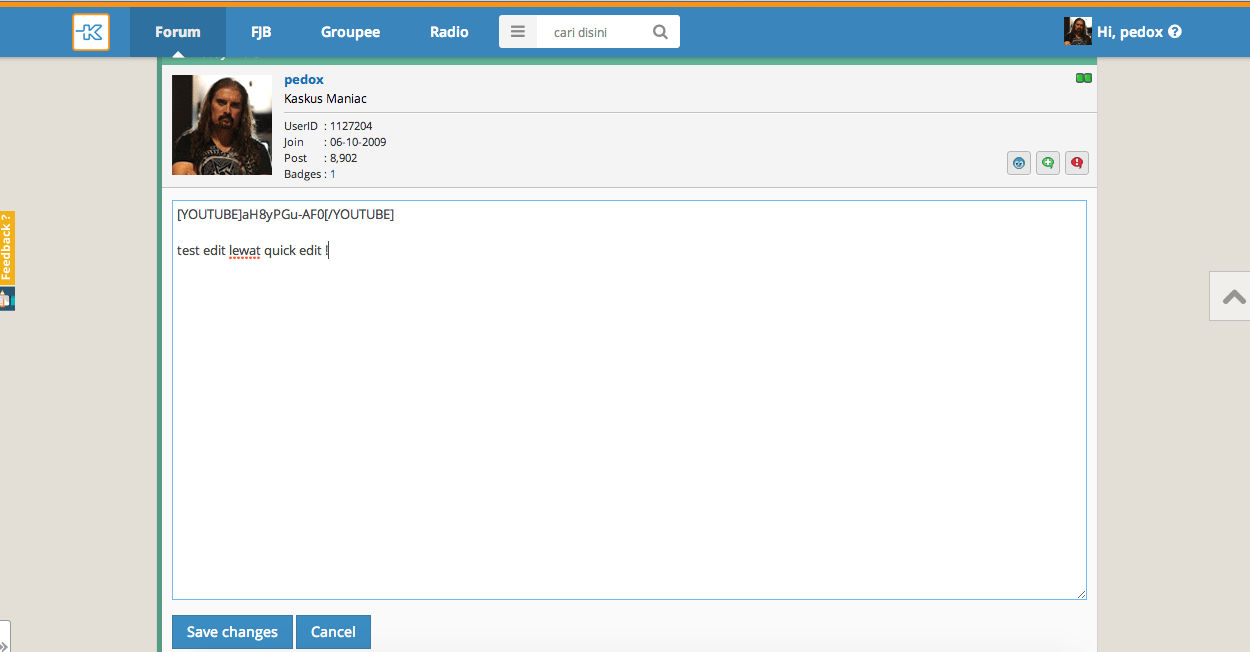 Forum
FJB
Groupee
Radio
cari disini
Hi, pedox
pedox
Kaskus Maniac
UserID : 1127204
Join : 06-10-2009
Post : 8,902
Badges : 1
Feedback ?
[YOUTUBE]aH8yPGu-AF0[/YOUTUBE]
test edit lewat quick edit !
Save changes
Cancel